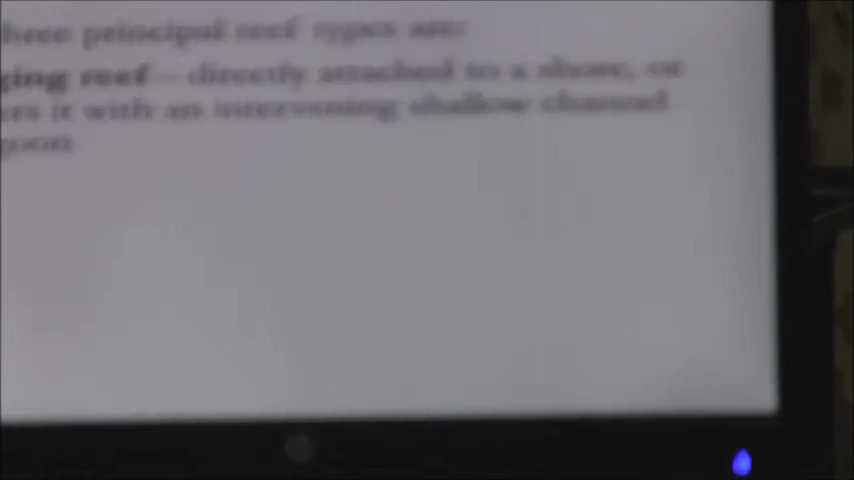 three principal reef types are:
ging reef – directly attached to a shore, or
ers it with an intervening shallow channel
goon